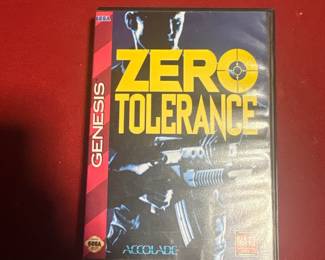 SEGA
ZERO
TOLERANCE
GENESIS
SEGA
ACCOLADE